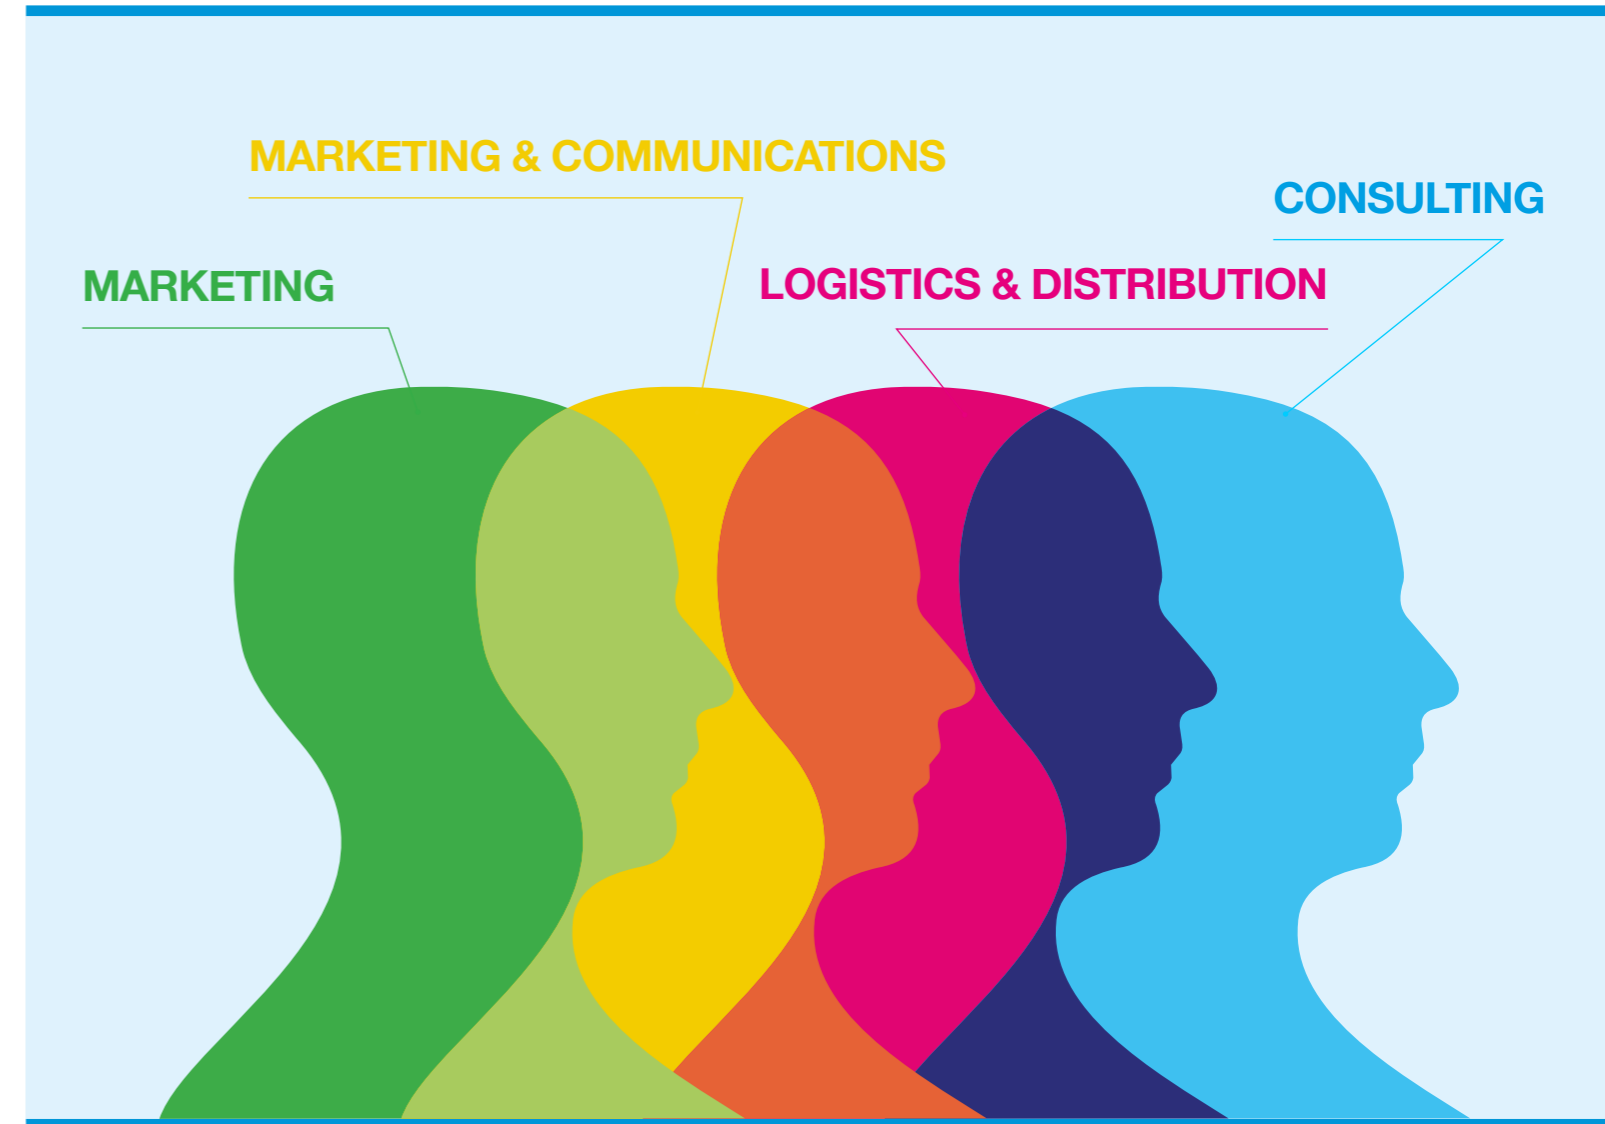 MARKETING & COMMUNICATIONS
CONSULTING
MARKETING
LOGISTICS & DISTRIBUTION